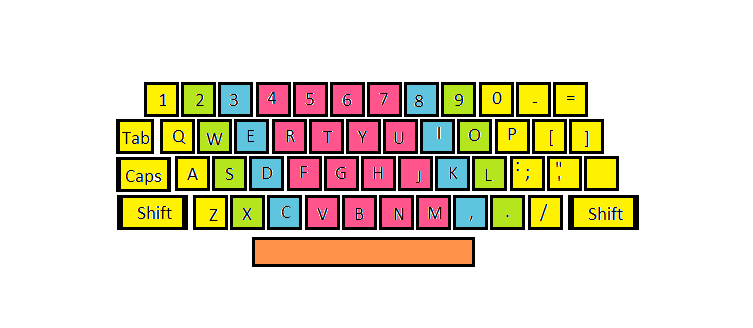 1 2 3 4 5 6 7 8 9 0 - =
Tab Q W E R T Y U I O P [ ]
Caps A S D F G H J K L : ; " '
Shift Z X C V B N M , . / Shift